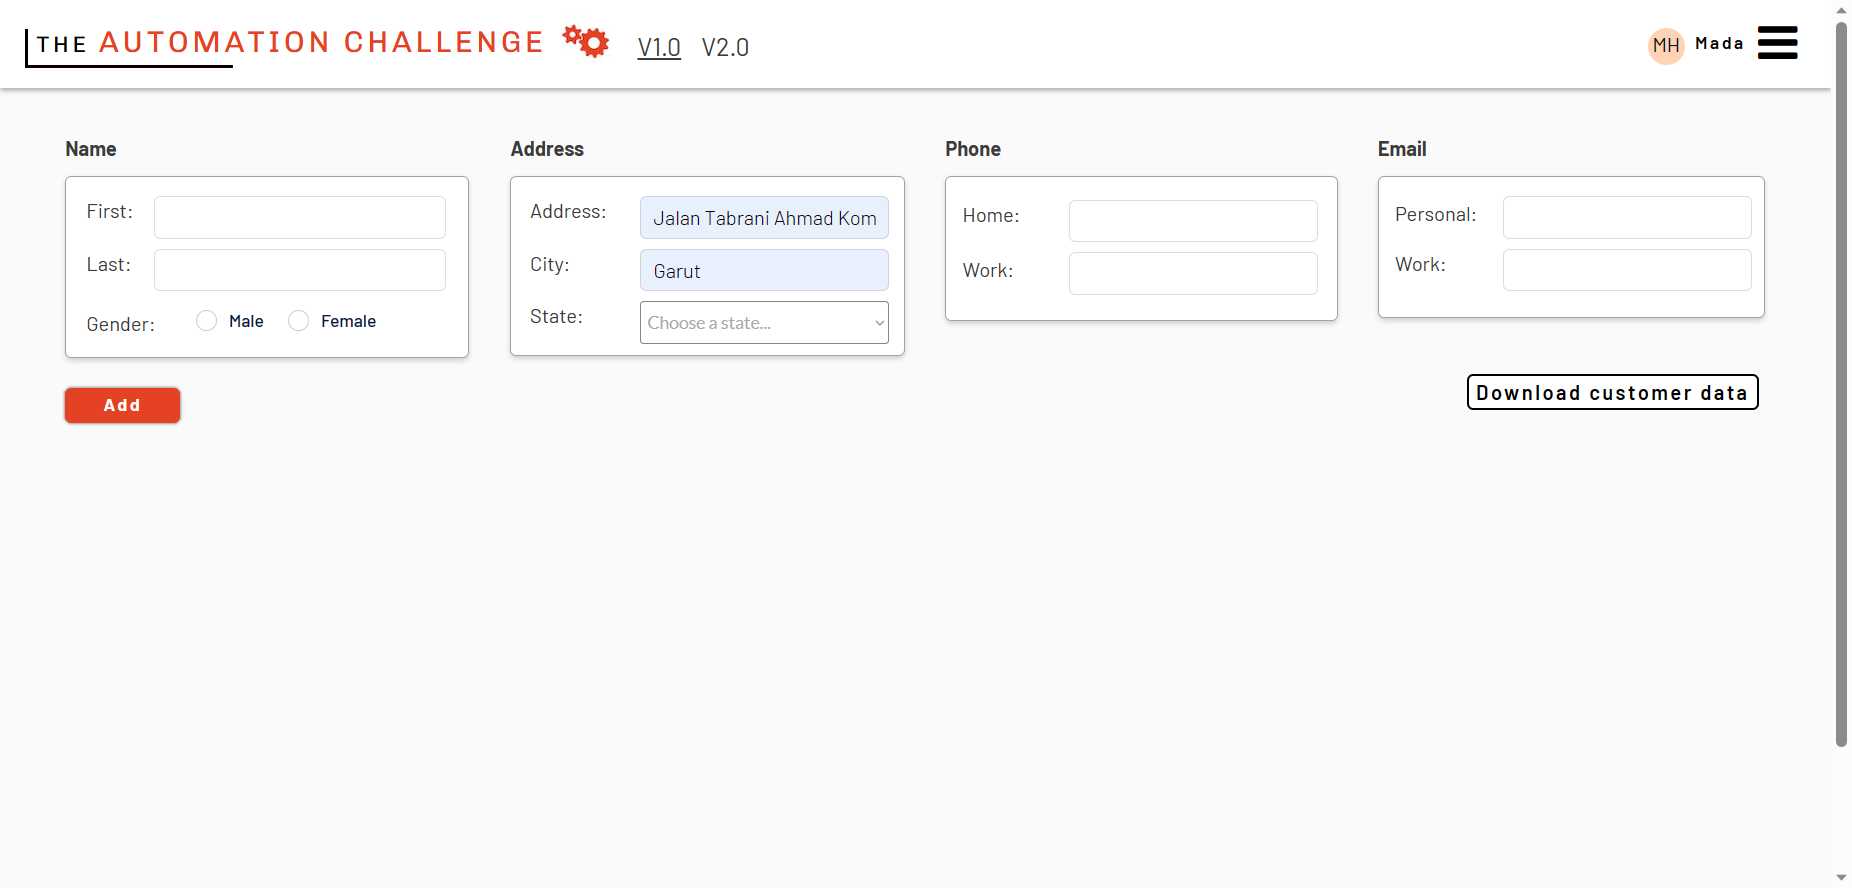 THE AUTOMATION CHALLENGE V1.0 V2.0 MH Mada
Name
First:
Last:
Gender: Male Female
Add
Address
Address: Jalan Tabrani Ahmad Kom
City: Garut
State: Choose a state...
Phone
Home:
Work:
Email
Personal:
Work:
Download customer data